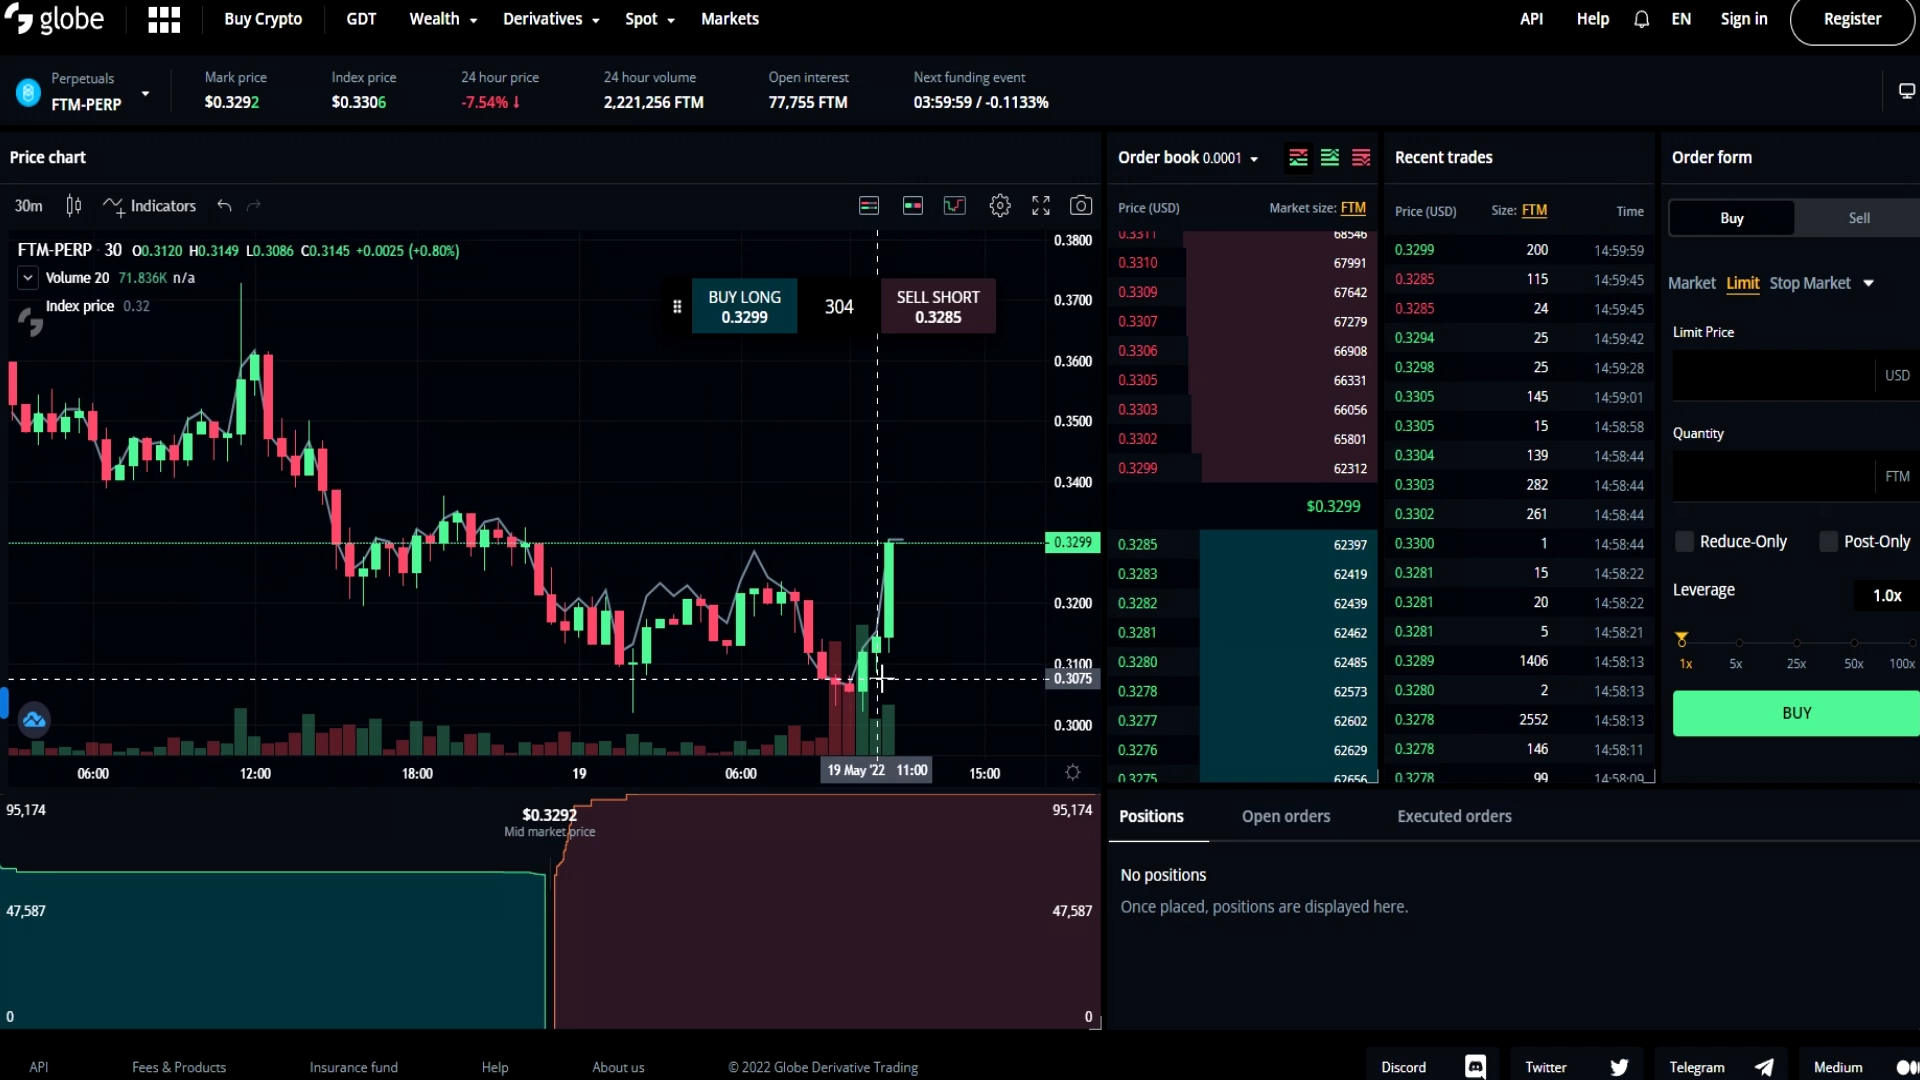 globe Buy Crypto GDT Wealth Derivatives Spot Markets API Help EN Sign in Register
Perpetuals Mark price Index price 24 hour price 24 hour volume Open interest Next funding event
FTM-PERP $0.3292 $0.3306 -7.54% 2,221,256 FTM 77,755 FTM 03:59:59 / -0.1133%
Price chart
30m Indicators
FTM-PERP 30 O0.3120 H0.3149 L0.3086 C0.3145 +0.0025 (+0.80%)
Volume 20 71.836K n/a
Index price 0.32
BUY LONG
0.3299
304
SELL SHORT
0.3285
0.3800
0.3700
0.3600
0.3500
0.3400
0.3299
0.3200
0.3100
0.3075
0.3000
06:00 12:00 18:00 19 06:00 19 May '22 11:00 15:00
95,174 $0.3292 95,174
Mid market price
47,587 47,587
0 0
Order book 0.0001
Price (USD) Market size: FTM
0.3311 68546
0.3310 67991
0.3309 67642
0.3307 67279
0.3306 66908
0.3305 66331
0.3303 66056
0.3302 65801
0.3299 62312
$0.3299
0.3285 62397
0.3283 62419
0.3282 62439
0.3281 62462
0.3280 62485
0.3278 62573
0.3277 62602
0.3276 62629
0.3275 62656
Recent trades
Price (USD) Size: FTM Time
0.3299 200 14:59:59
0.3285 115 14:59:45
0.3285 24 14:59:45
0.3294 25 14:59:42
0.3298 25 14:59:28
0.3305 145 14:59:01
0.3305 15 14:58:58
0.3304 139 14:58:44
0.3303 282 14:58:44
0.3302 261 14:58:44
0.3300 1 14:58:44
0.3281 15 14:58:22
0.3281 20 14:58:22
0.3281 5 14:58:21
0.3289 1406 14:58:13
0.3280 2 14:58:13
0.3278 2552 14:58:13
0.3278 146 14:58:11
0.3278 99 14:58:09
Order form
Buy Sell
Market Limit Stop Market
Limit Price
USD
Quantity
FTM
Reduce-Only Post-Only
Leverage 1.0x
1x 5x 25x 50x 100x
BUY
Positions Open orders Executed orders
No positions
Once placed, positions are displayed here.
API Fees & Products Insurance fund Help About us © 2022 Globe Derivative Trading Discord Twitter Telegram Medium